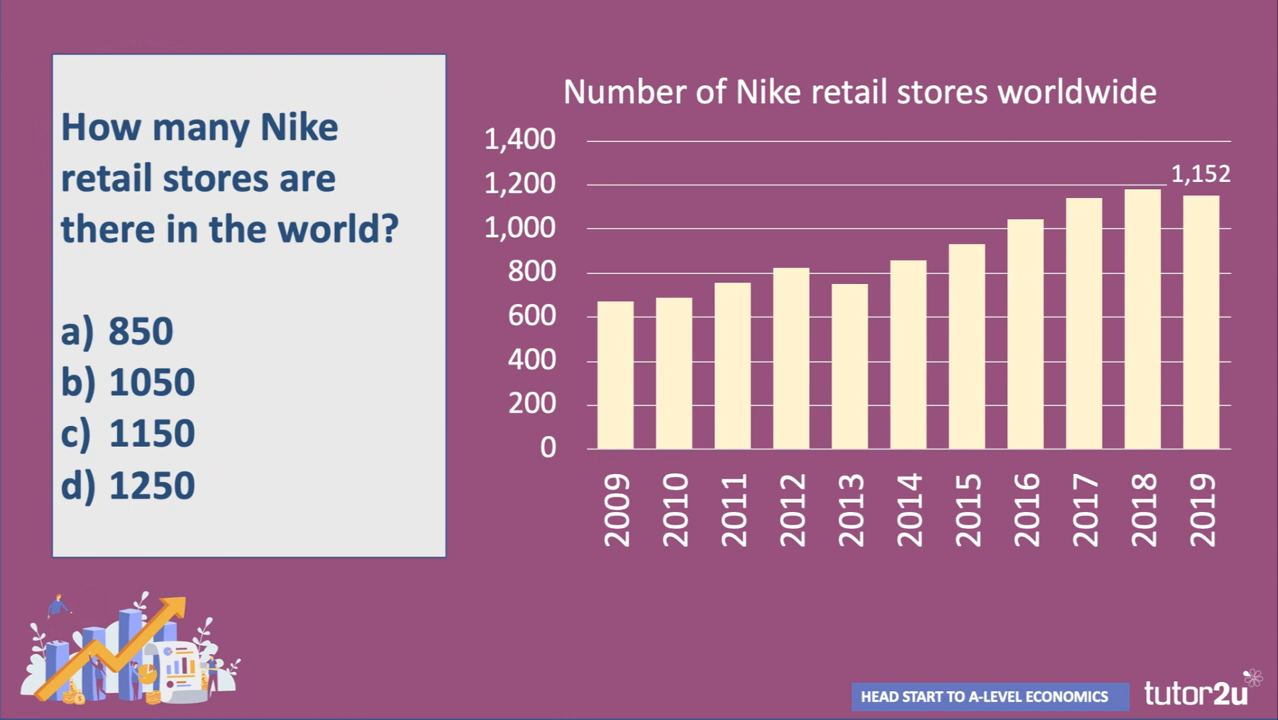 How many Nike
retail stores are
there in the world?
a) 850
b) 1050
c) 1150
d) 1250
Number of Nike retail stores worldwide
1,400
1,200
1,000
800
600
400
200
0
1,152
2009
2010
2011
2012
2013
2014
2015
2016
2017
2018
2019
HEAD START TO A-LEVEL ECONOMICS
tutor2u